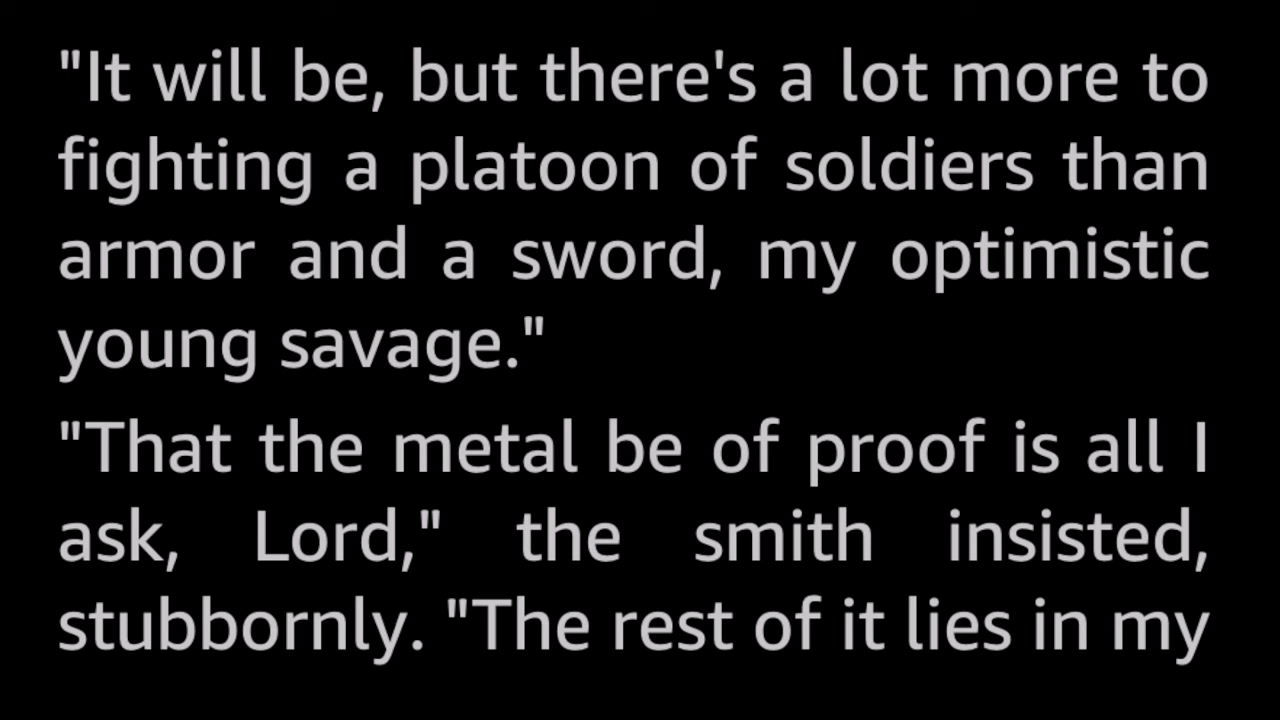 "It will be, but there's a lot more to
fighting a platoon of soldiers than
armor and a sword, my optimistic
young savage."
"That the metal be of proof is all I
ask, Lord," the smith insisted,
stubbornly. "The rest of it lies in my